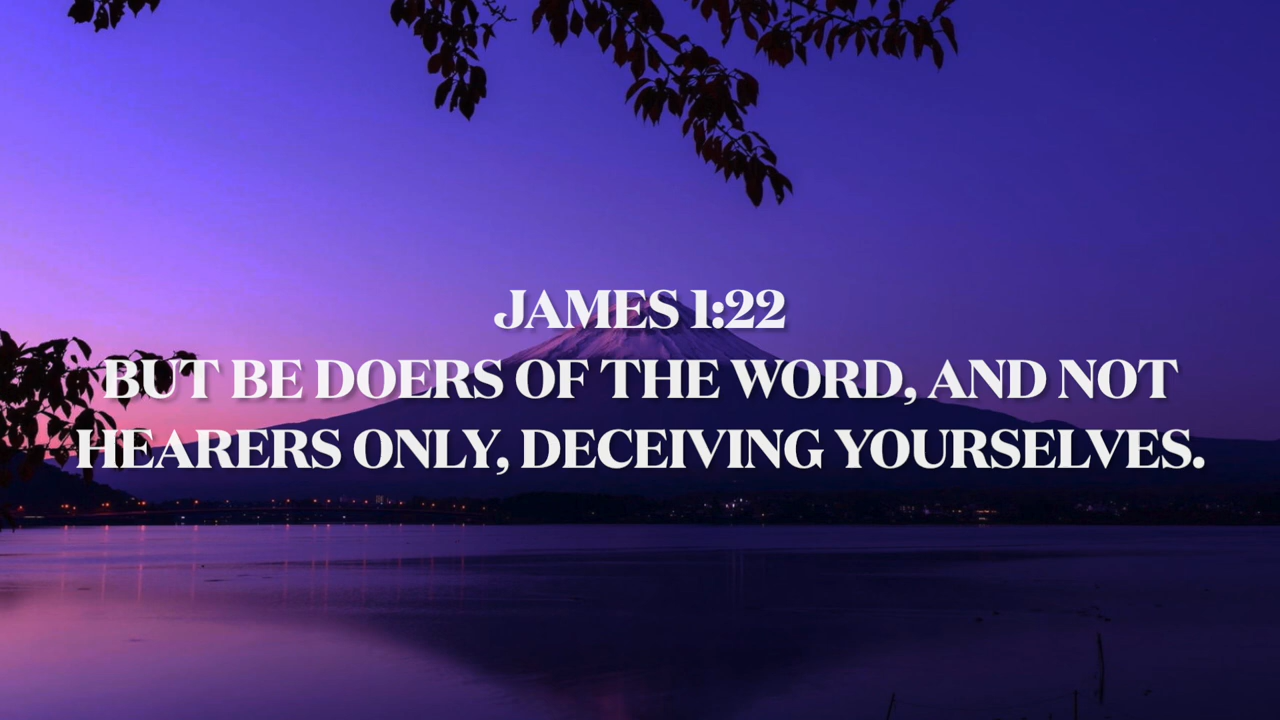 JAMES 1:22
BUT BE DOERS OF THE WORD, AND NOT
HEARERS ONLY, DECEIVING YOURSELVES.